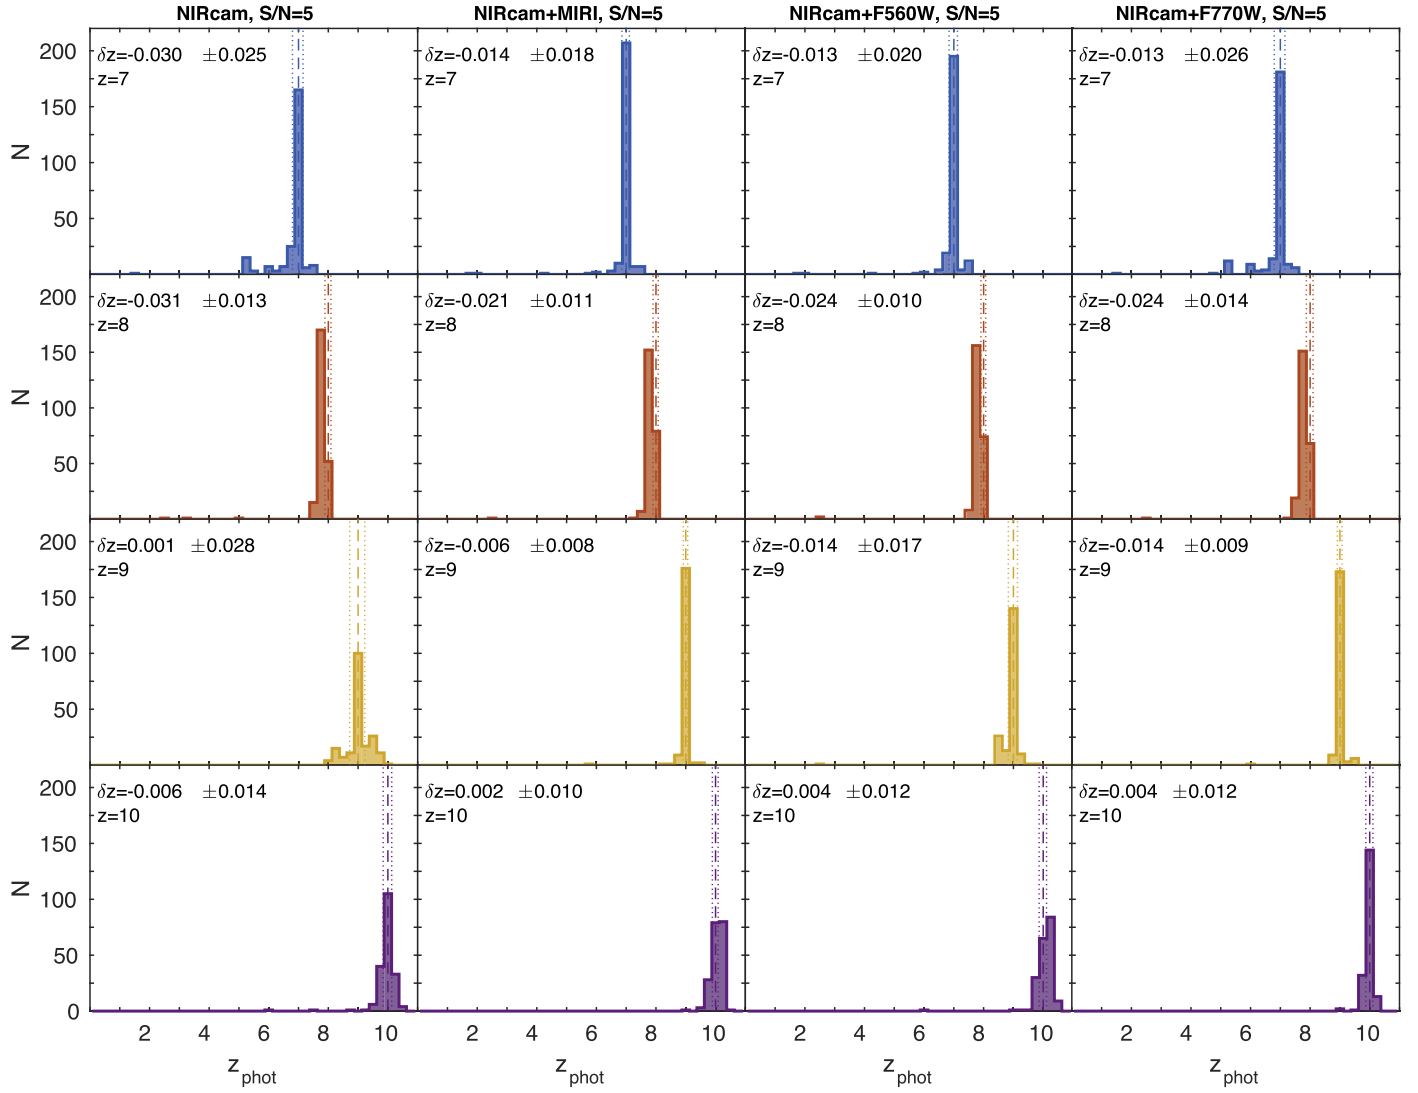 NIRcam, S/N=5 NIRcam+MIRI, S/N=5 NIRcam+F560W, S/N=5 NIRcam+F770W, S/N=5
200 δz=-0.030 ±0.025 δz=-0.014 ±0.018 δz=-0.013 ±0.020 δz=-0.013 ±0.026
z=7 z=7 z=7 z=7
150
N
100
50
200 δz=-0.031 ±0.013 δz=-0.021 ±0.011 δz=-0.024 ±0.010 δz=-0.024 ±0.014
z=8 z=8 z=8 z=8
150
N
100
50
200 δz=0.001 ±0.028 δz=-0.006 ±0.008 δz=-0.014 ±0.017 δz=-0.014 ±0.009
z=9 z=9 z=9 z=9
150
N
100
50
200 δz=-0.006 ±0.014 δz=0.002 ±0.010 δz=0.004 ±0.012 δz=0.004 ±0.012
z=10 z=10 z=10 z=10
150
N
100
50
0
2 4 6 8 10 2 4 6 8 10 2 4 6 8 10 2 4 6 8 10
z_phot z_phot z_phot z_phot